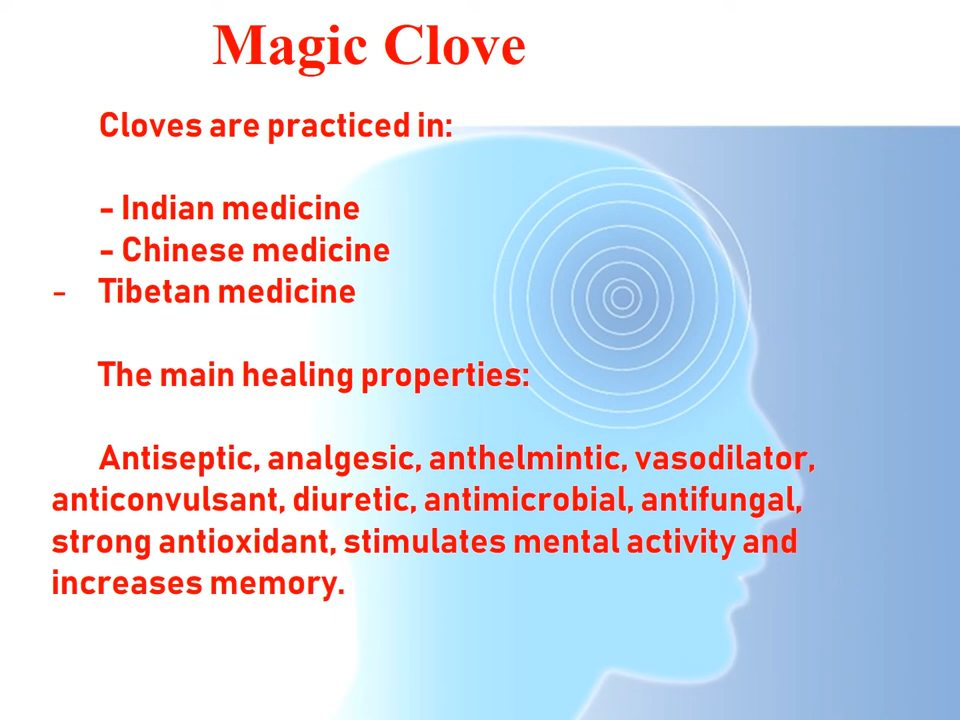 Magic Clove
Cloves are practiced in:
- Indian medicine
- Chinese medicine
- Tibetan medicine
The main healing properties:
Antiseptic, analgesic, anthelmintic, vasodilator,
anticonvulsant, diuretic, antimicrobial, antifungal,
strong antioxidant, stimulates mental activity and
increases memory.